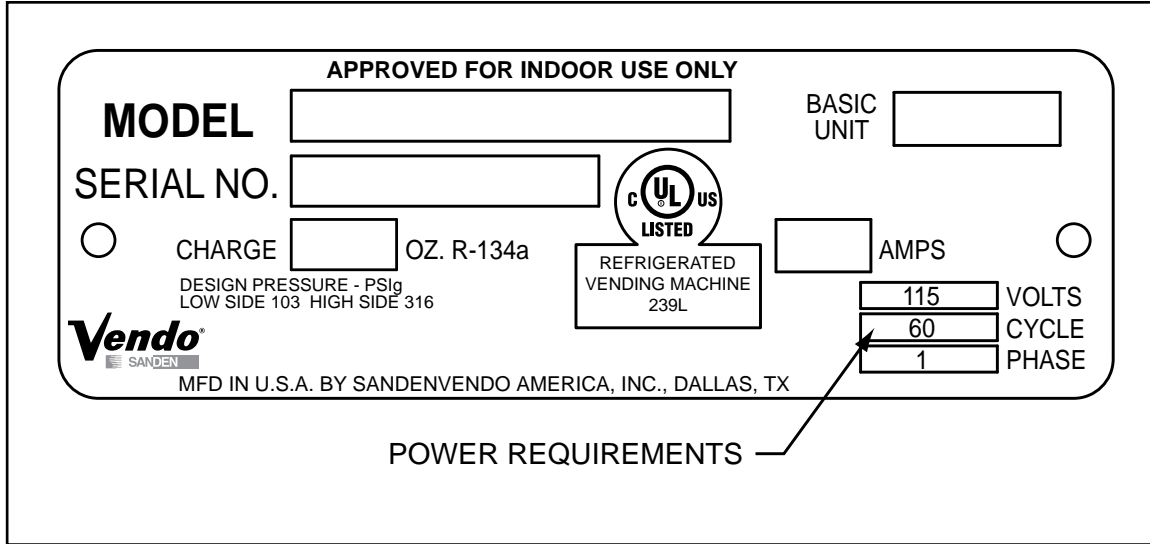 APPROVED FOR INDOOR USE ONLY
MODEL
BASIC
UNIT
SERIAL NO.
C UL US
®
LISTED
CHARGE
OZ. R-134a
AMPS
REFRIGERATED
VENDING MACHINE
239L
DESIGN PRESSURE - PSIg
LOW SIDE 103 HIGH SIDE 316
115 VOLTS
60 CYCLE
1 PHASE
Vendo®
SANDEN
MFD IN U.S.A. BY SANDENVENDO AMERICA, INC., DALLAS, TX
POWER REQUIREMENTS